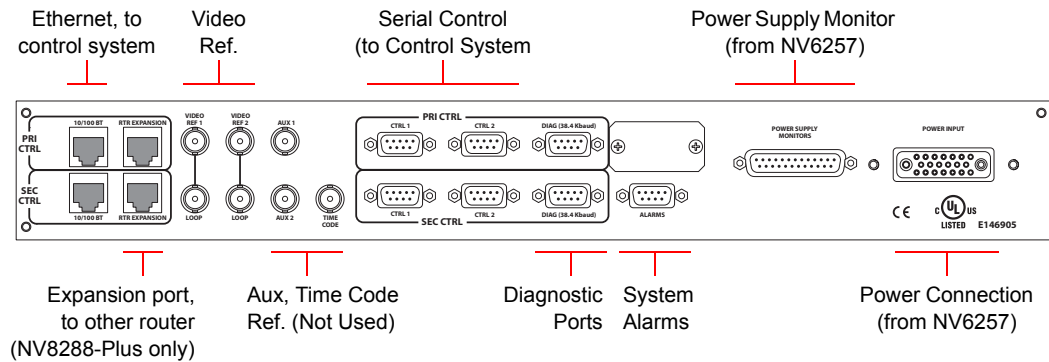 Ethernet, to
control system
Video
Ref.
Serial Control
(to Control System
Power Supply Monitor
(from NV6257)
PRI
CTRL
10/100 BT
RTR EXPANSION
VIDEO
REF 1
VIDEO
REF 2
AUX 1
PRI CTRL
CTRL 1
CTRL 2
DIAG (38.4 Kbaud)
POWER SUPPLY
MONITORS
POWER INPUT
SEC
CTRL
10/100 BT
RTR EXPANSION
LOOP
LOOP
AUX 2
TIME
CODE
CTRL 1
CTRL 2
DIAG (38.4 Kbaud)
SEC CTRL
ALARMS
CE
C UL US
LISTED E146905
Expansion port,
to other router
(NV8288-Plus only)
Aux, Time Code
Ref. (Not Used)
Diagnostic
Ports
System
Alarms
Power Connection
(from NV6257)